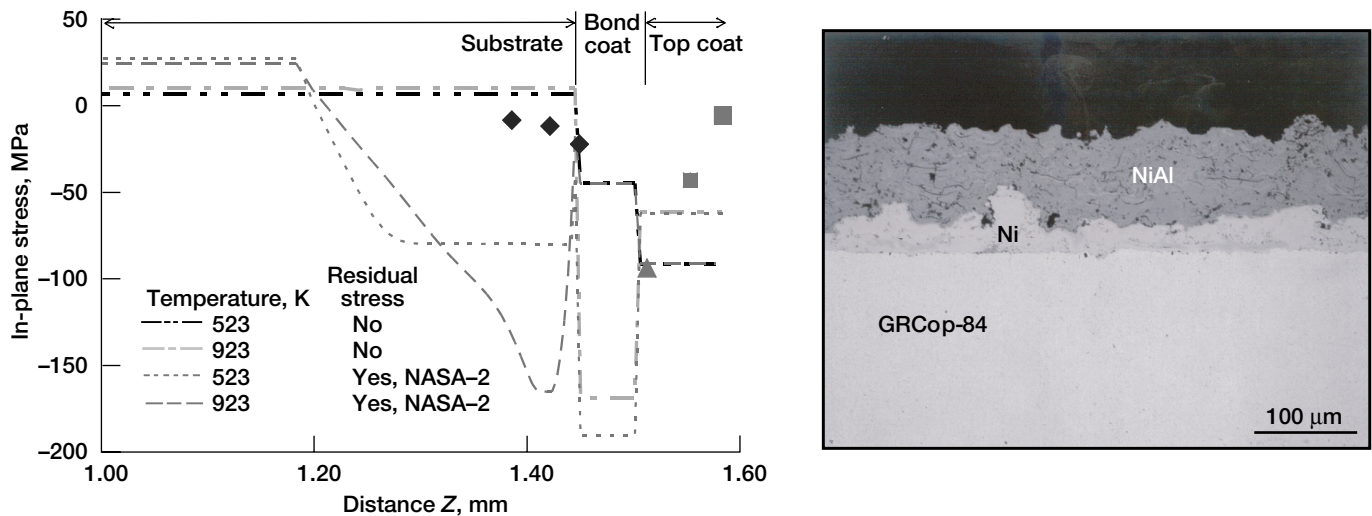 50
0
−50
−100
−150
−200
In-plane stress, MPa
Substrate
Bond
coat
Top coat
Temperature, K
Residual
stress
523 No
923 No
523 Yes, NASA–2
923 Yes, NASA–2
1.00
1.20
1.40
1.60
Distance Z, mm
NiAl
Ni
GRCop-84
100 μm